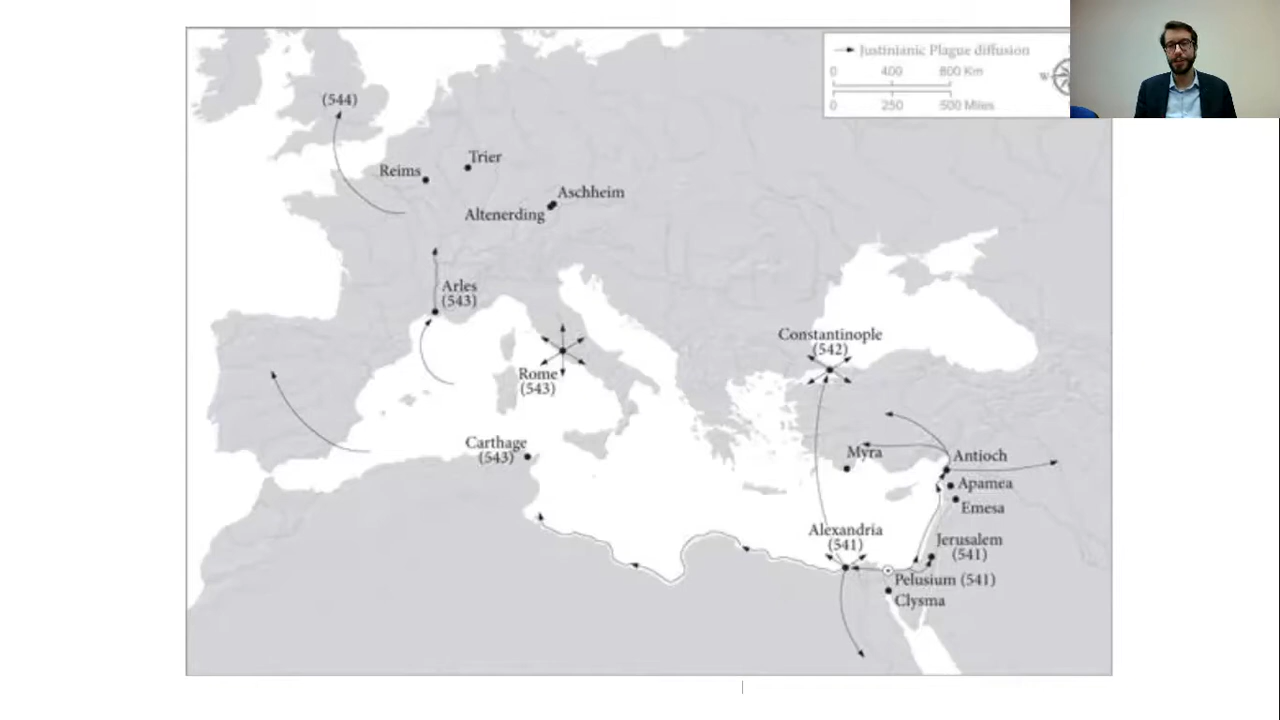 Justinianic Plague diffusion
0 400 800 Km
W
0 250 500 Miles
(544)
Trier
Reims
Aschheim
Altenerding
Arles
(543)
Constantinople
(542)
Rome
(543)
Carthage
(543)
Myra
Antioch
Apamea
Emesa
Alexandria
(541)
Jerusalem
(541)
Pelusium (541)
Clysma